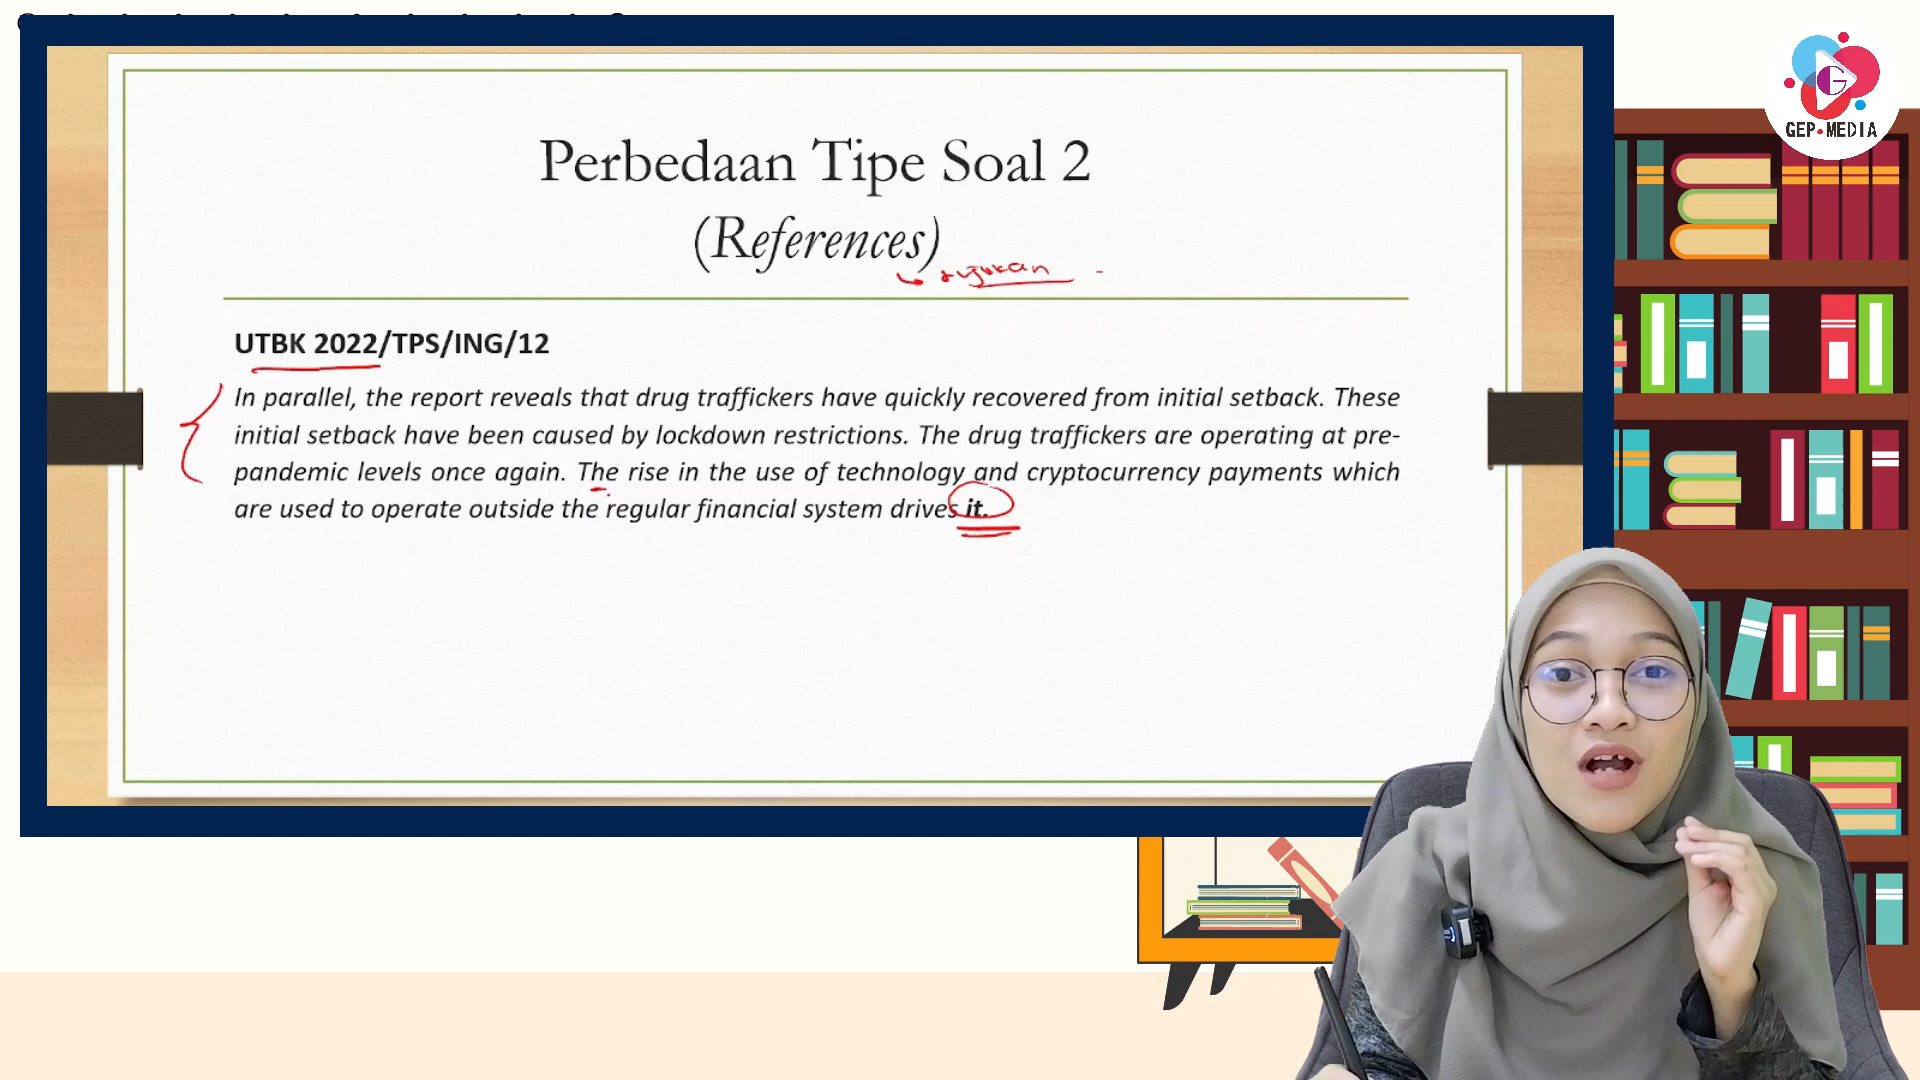 GEP•MEDIA
Perbedaan Tipe Soal 2
(References)
rujukan
UTBK 2022/TPS/ING/12
In parallel, the report reveals that drug traffickers have quickly recovered from initial setback. These
initial setback have been caused by lockdown restrictions. The drug traffickers are operating at pre-
pandemic levels once again. The rise in the use of technology and cryptocurrency payments which
are used to operate outside the regular financial system drives it.